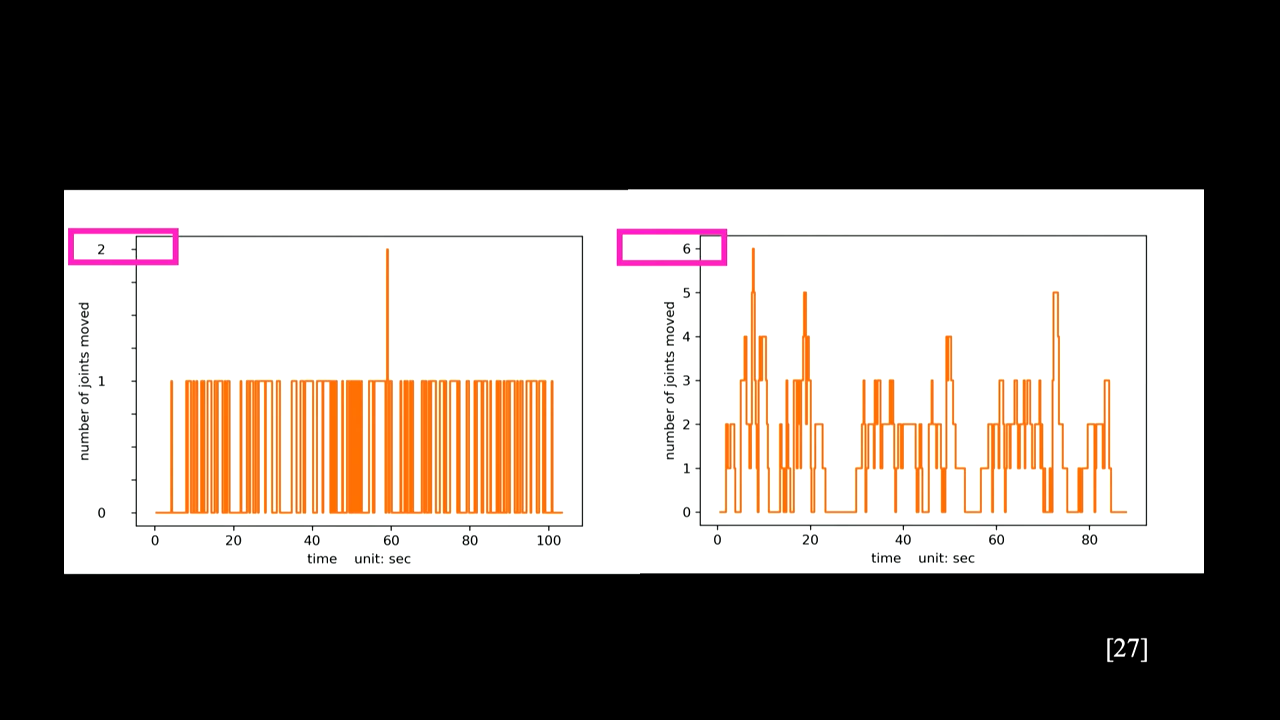 2
1
0
number of joints moved
0 20 40 60 80 100
time unit: sec
6
5
4
3
2
1
0
number of joints moved
0 20 40 60 80
time unit: sec
[27]